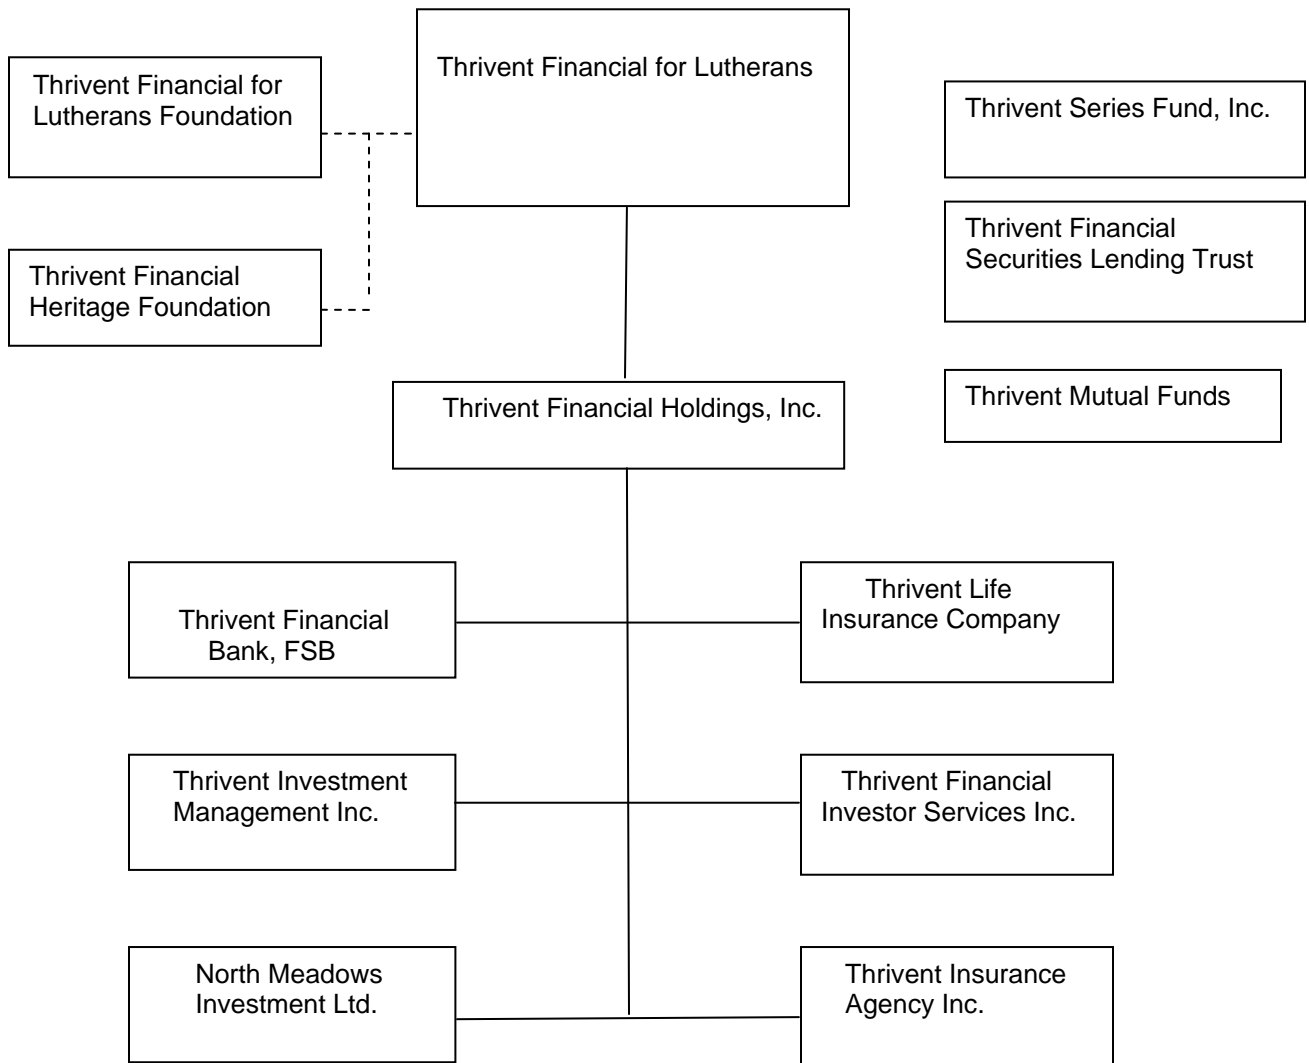 Thrivent Financial for Lutherans
Thrivent Financial for
Lutherans Foundation
Thrivent Series Fund, Inc.
Thrivent Financial
Securities Lending Trust
Thrivent Financial
Heritage Foundation
Thrivent Financial Holdings, Inc.
Thrivent Mutual Funds
Thrivent Financial
Bank, FSB
Thrivent Life
Insurance Company
Thrivent Investment
Management Inc.
Thrivent Financial
Investor Services Inc.
North Meadows
Investment Ltd.
Thrivent Insurance
Agency Inc.